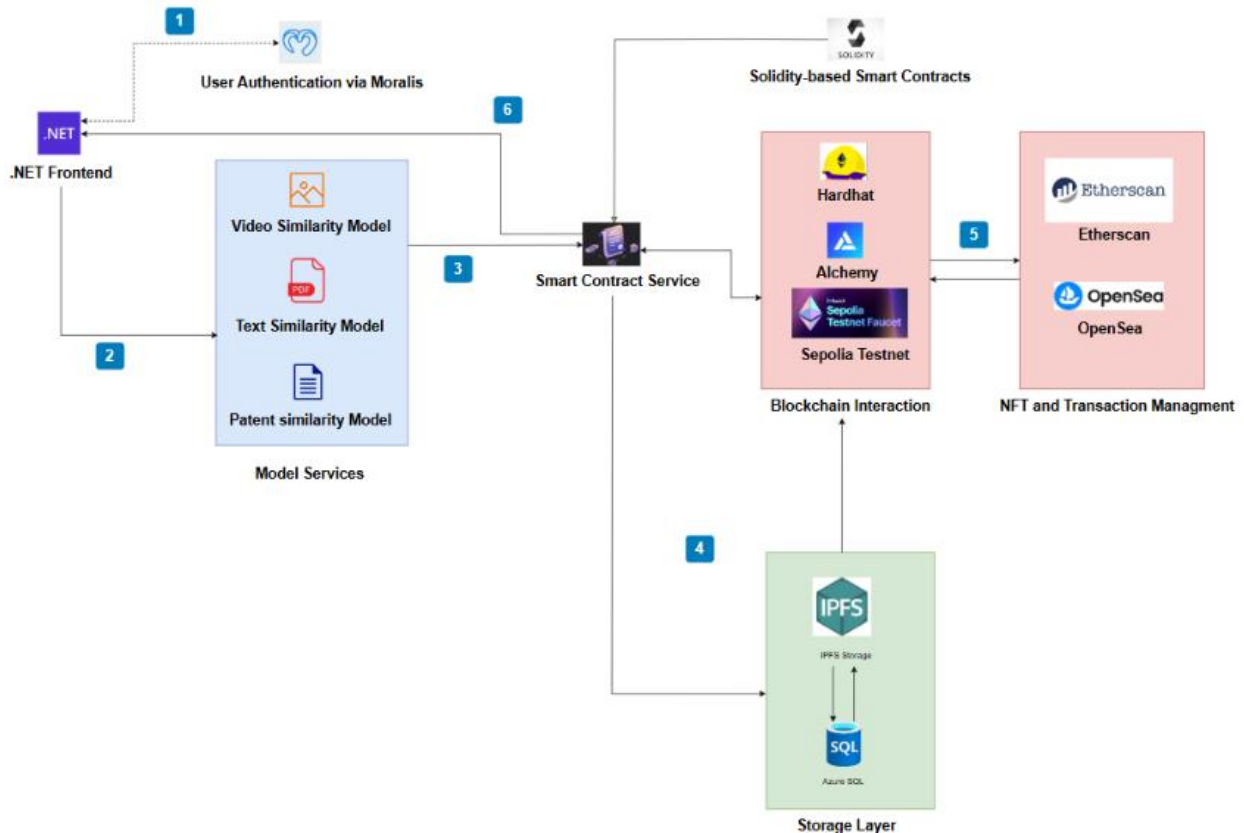 1
User Authentication via Moralis
SOLIDITY
Solidity-based Smart Contracts
6
.NET
.NET Frontend
Video Similarity Model
PDF
Text Similarity Model
Patent similarity Model
Model Services
2
3
Smart Contract Service
Hardhat
Alchemy
Sepolia
Testnet Faucet
Sepolia Testnet
Blockchain Interaction
5
Etherscan
Etherscan
OpenSea
OpenSea
NFT and Transaction Managment
4
IPFS
IPFS Storage
SQL
Azure SQL
Storage Layer